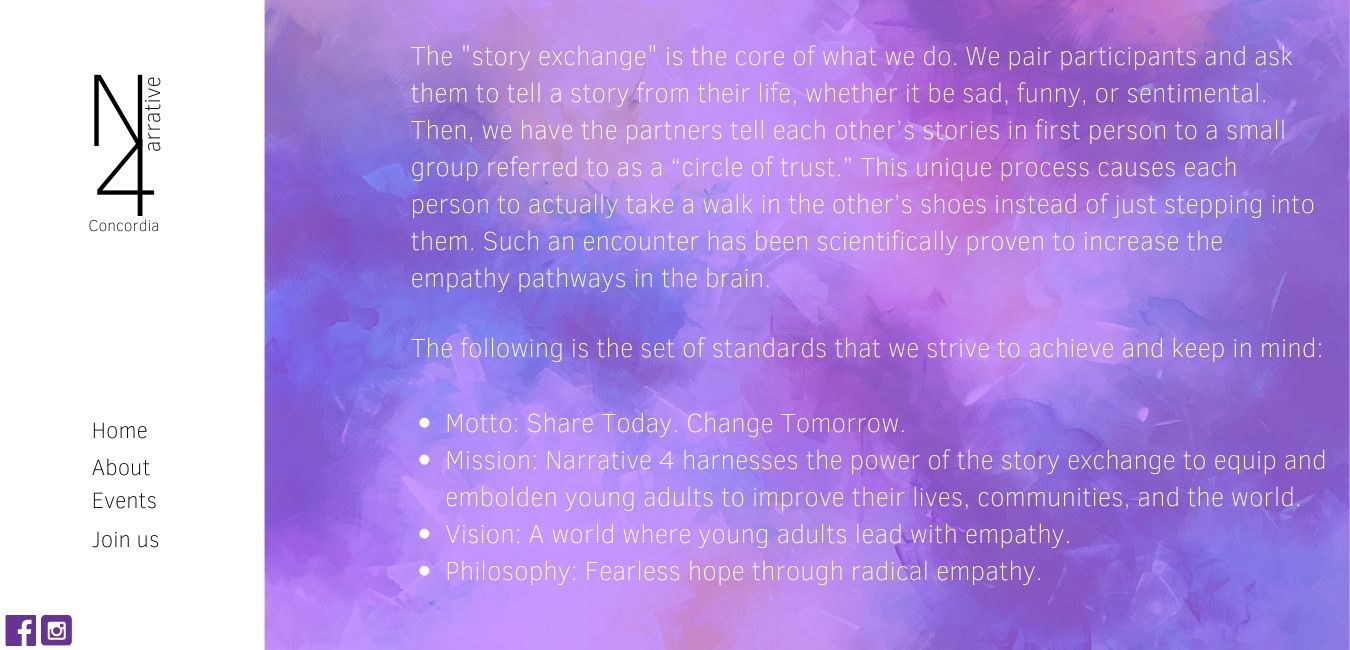 N4
arrative
Concordia
Home
About
Events
Join us
The "story exchange" is the core of what we do. We pair participants and ask
them to tell a story from their life, whether it be sad, funny, or sentimental.
Then, we have the partners tell each other’s stories in first person to a small
group referred to as a “circle of trust.” This unique process causes each
person to actually take a walk in the other’s shoes instead of just stepping into
them. Such an encounter has been scientifically proven to increase the
empathy pathways in the brain.
The following is the set of standards that we strive to achieve and keep in mind:
• Motto: Share Today. Change Tomorrow.
• Mission: Narrative 4 harnesses the power of the story exchange to equip and
embolden young adults to improve their lives, communities, and the world.
• Vision: A world where young adults lead with empathy.
• Philosophy: Fearless hope through radical empathy.